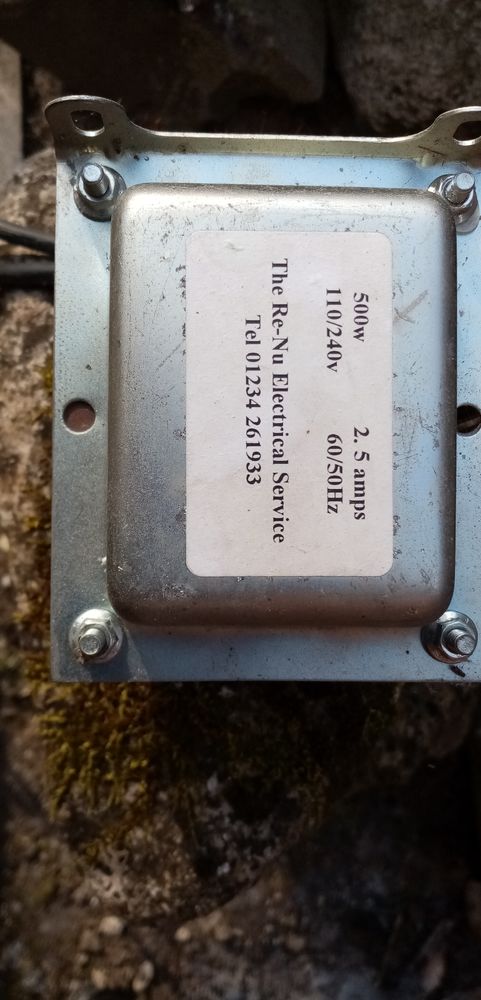 500w 2. 5 amps
110/240v 60/50Hz
The Re-Nu Electrical Service
Tel 01234 261933